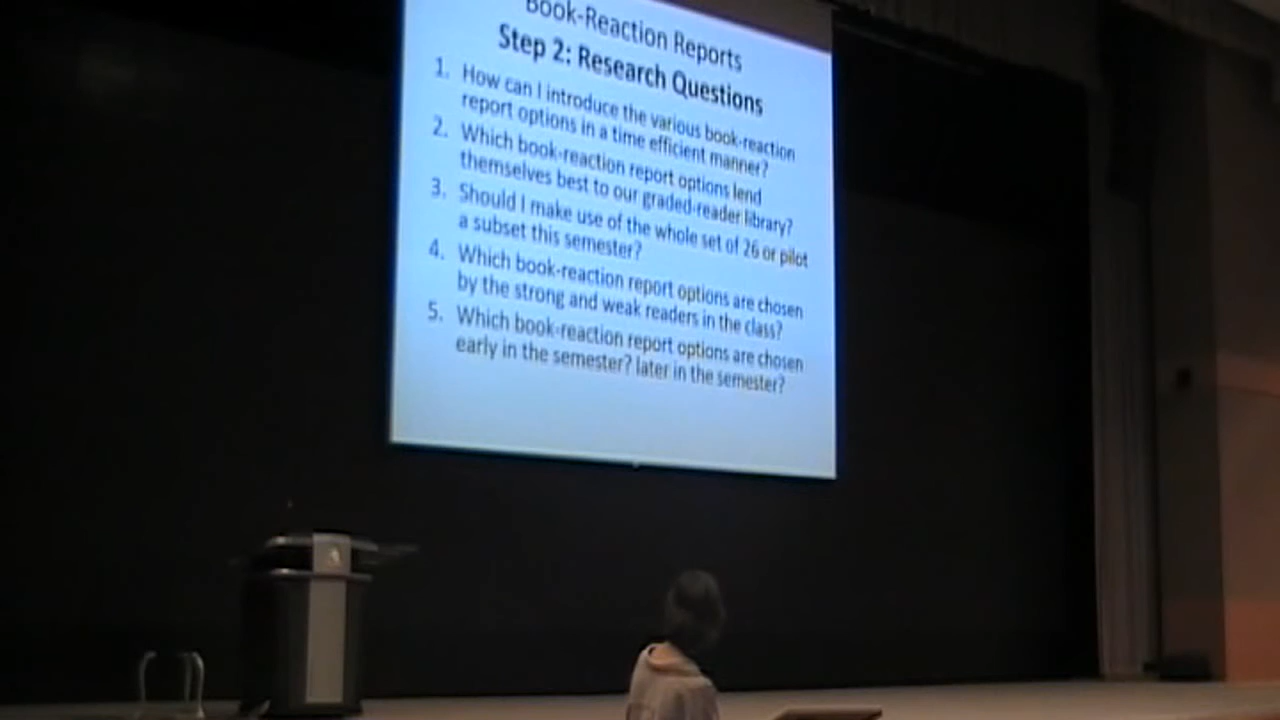 Book-Reaction Reports
Step 2: Research Questions
1. How can I introduce the various book-reaction
report options in a time efficient manner?
2. Which book-reaction report options lend
themselves best to our graded-reader library?
3. Should I make use of the whole set of 26 or pilot
a subset this semester?
4. Which book-reaction report options are chosen
by the strong and weak readers in the class?
5. Which book-reaction report options are chosen
early in the semester? later in the semester?